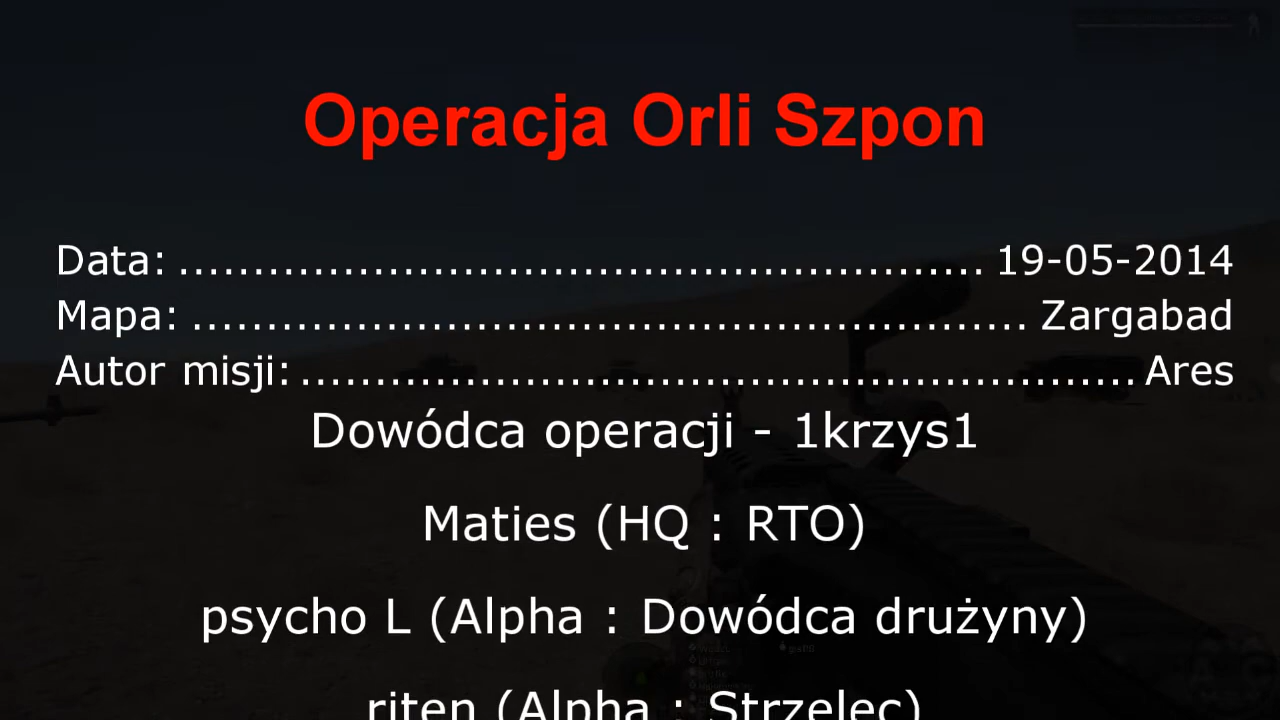 Operacja Orli Szpon
Data: ...................................................... 19-05-2014
Mapa: ........................................................ Zargabad
Autor misji: ........................................................ Ares
Dowódca operacji - 1krzys1
Maties (HQ : RTO)
psycho L (Alpha : Dowódca drużyny)
riten (Alpha : Strzelec)